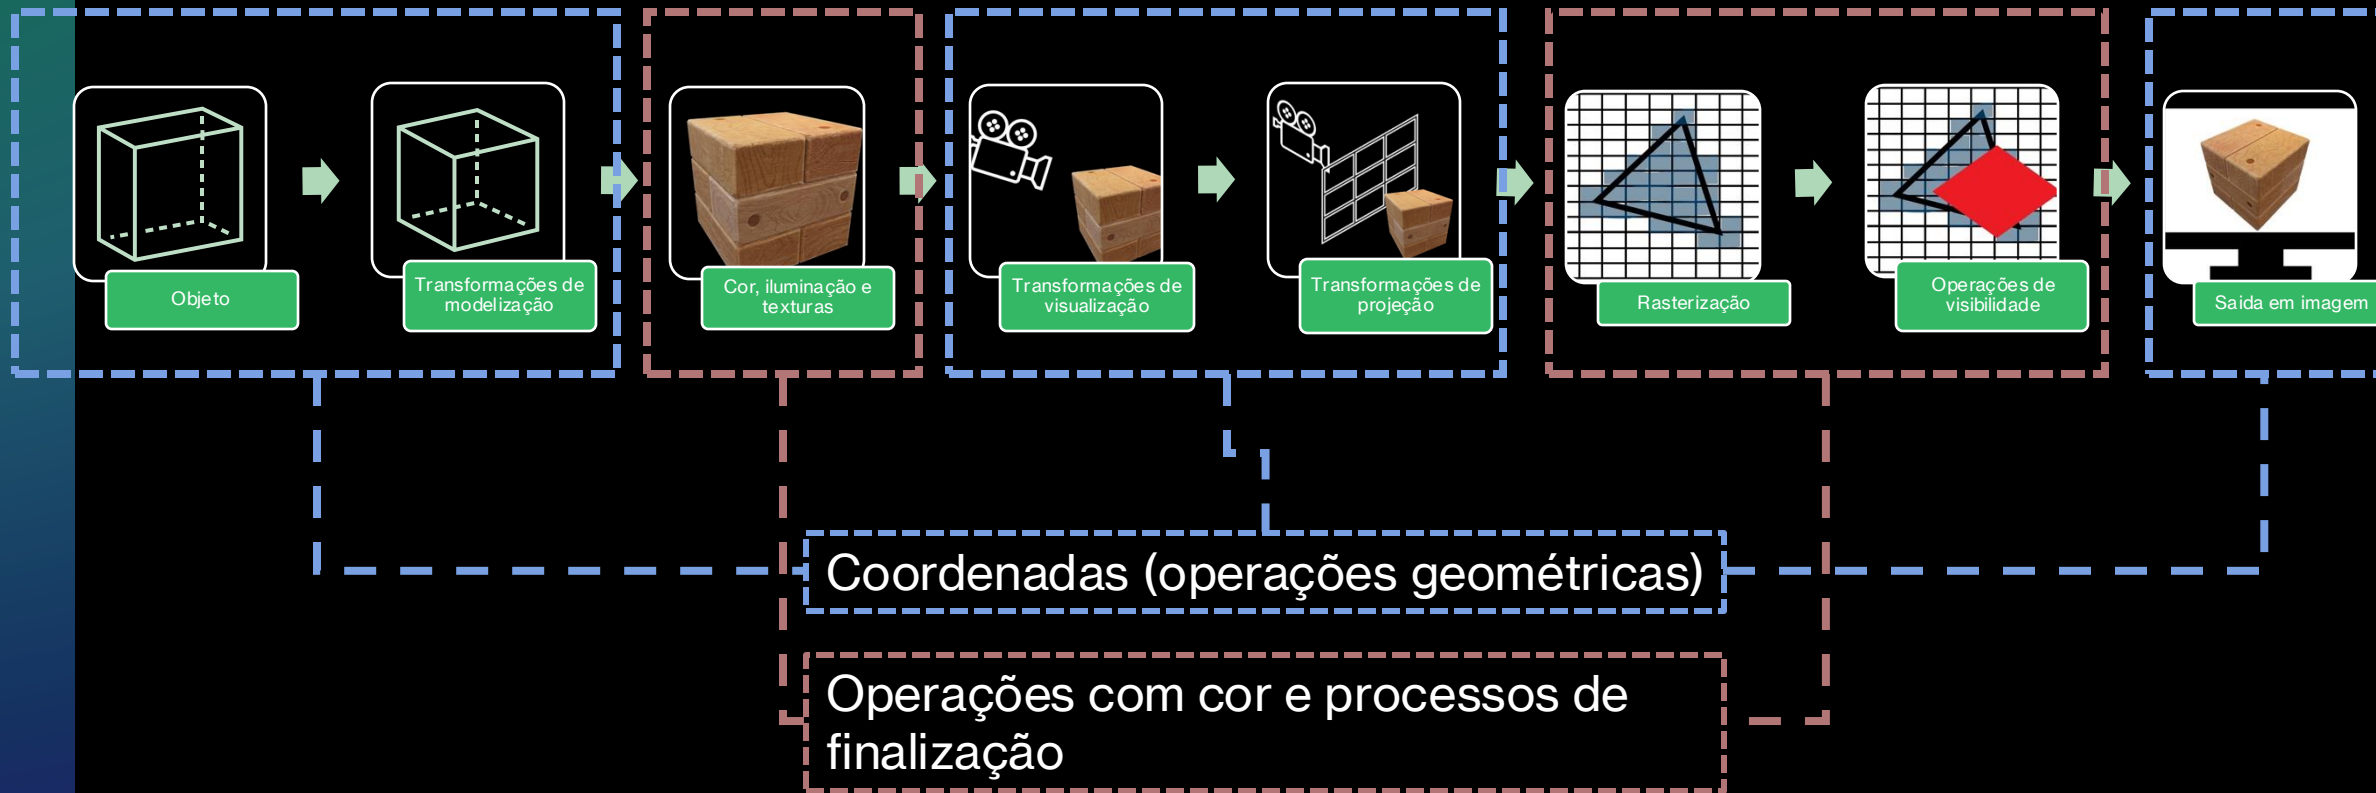 Objeto
Transformações de
modelização
Cor, iluminação e
texturas
Transformações de
visualização
Transformações de
projeção
Rasterização
Operações de
visibilidade
Saida em imagem
Coordenadas (operações geométricas)
Operações com cor e processos de
finalização